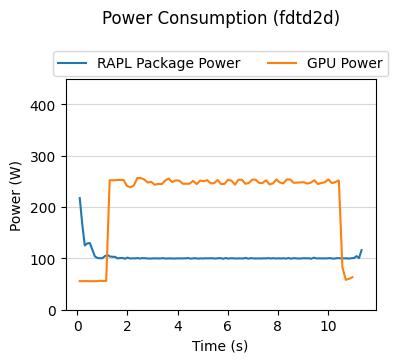 Power Consumption (fdtd2d)
RAPL Package Power
GPU Power
Power (W)
400
300
200
100
0
0
2
4
6
8
10
Time (s)